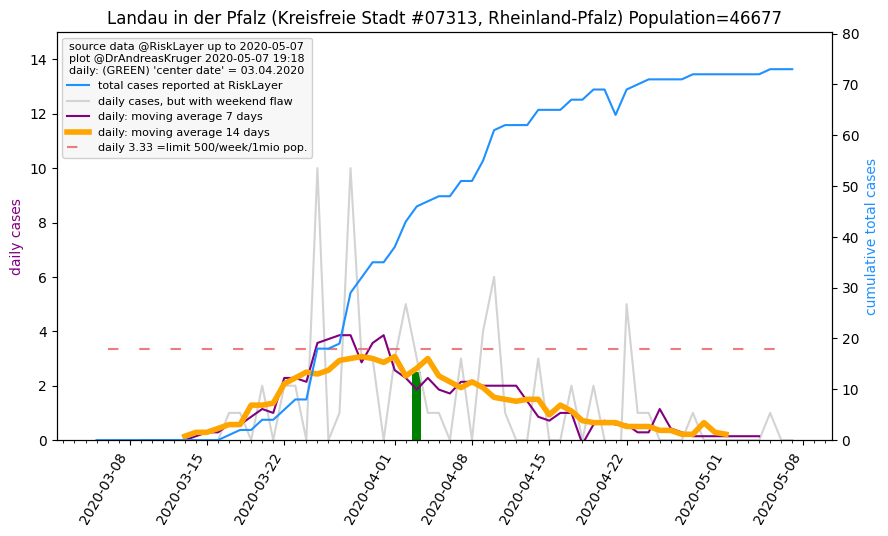 Landau in der Pfalz (Kreisfreie Stadt #07313, Rheinland-Pfalz) Population=46677
source data @RiskLayer up to 2020-05-07
plot @DrAndreasKruger 2020-05-07 19:18
daily: (GREEN) 'center date' = 03.04.2020
total cases reported at RiskLayer
daily cases, but with weekend flaw
daily: moving average 7 days
daily: moving average 14 days
daily 3.33 =limit 500/week/1mio pop.
daily cases
14
12
10
8
6
4
2
0
cumulative total cases
80
70
60
50
40
30
20
10
0
2020-03-08
2020-03-15
2020-03-22
2020-04-01
2020-04-08
2020-04-15
2020-04-22
2020-05-01
2020-05-08